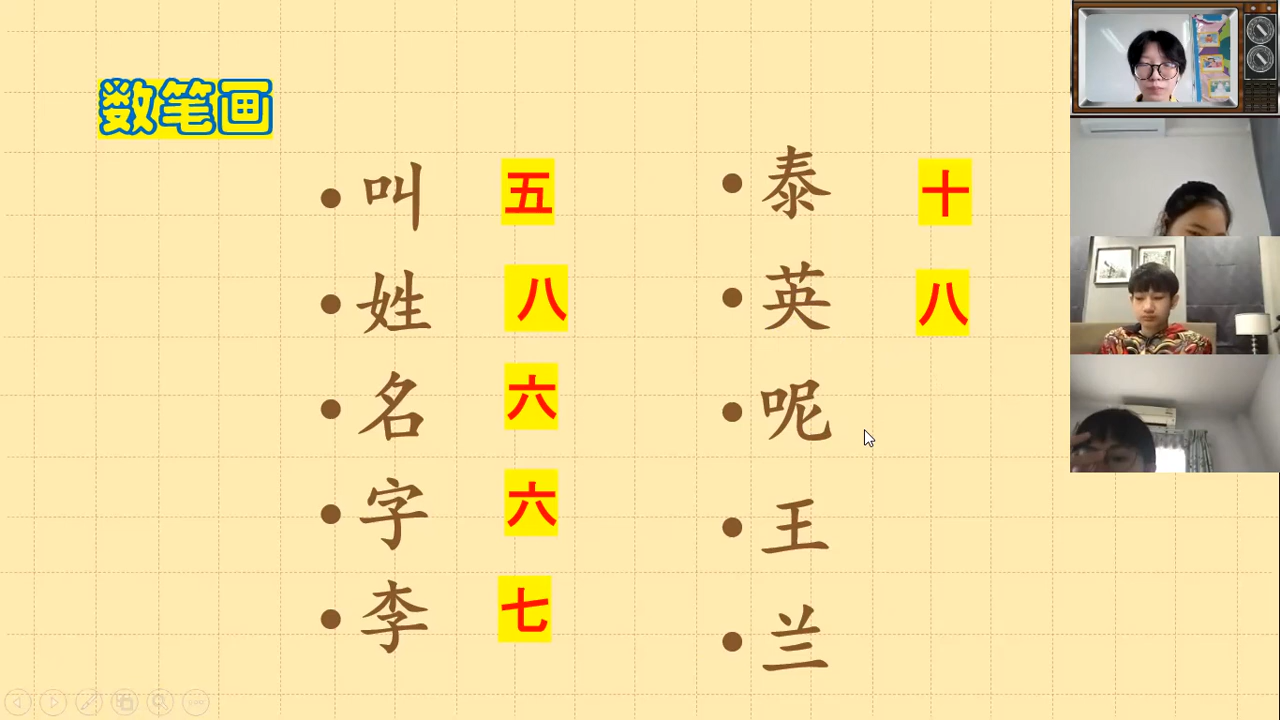 数笔画
• 叫 五
• 姓 八
• 名 六
• 字 六
• 李 七
• 泰 十
• 英 八
• 呢
• 王
• 兰